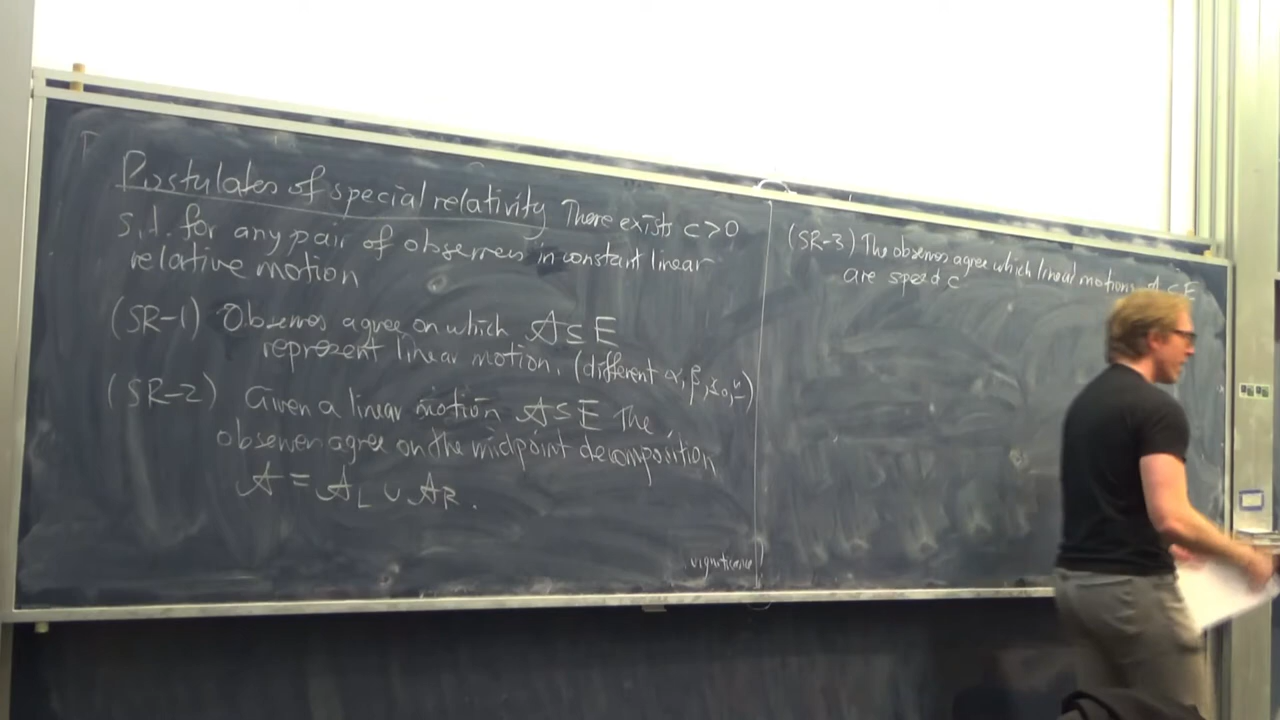 Postulates of special relativity There exists c>0
s.t. for any pair of observers in constant linear
relative motion
(SR-1) Observers agree on which A ⊆ E
represent linear motion. (different α, β, x₀, v)
(SR-2) Given a linear motion A ⊆ E The
observers agree on the midpoint decomposition
A = A_L ∪ A_R.
significance
(SR-3) The observers agree which linear motions A ⊆ E
are speed c